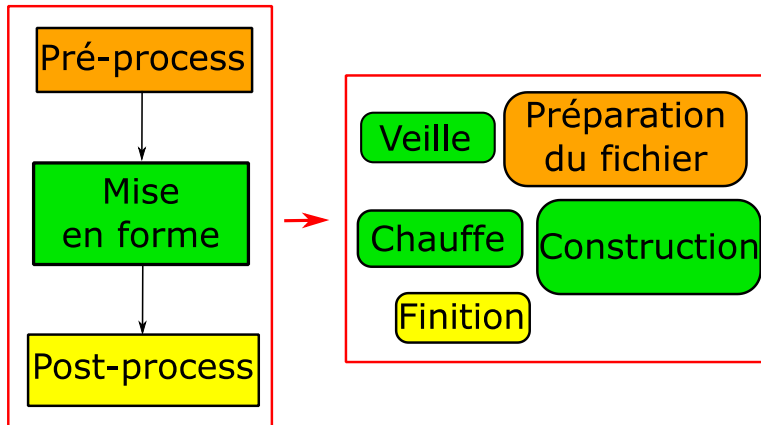 Pré-process
Mise
en forme
Post-process
Veille
Préparation
du fichier
Chauffe
Construction
Finition